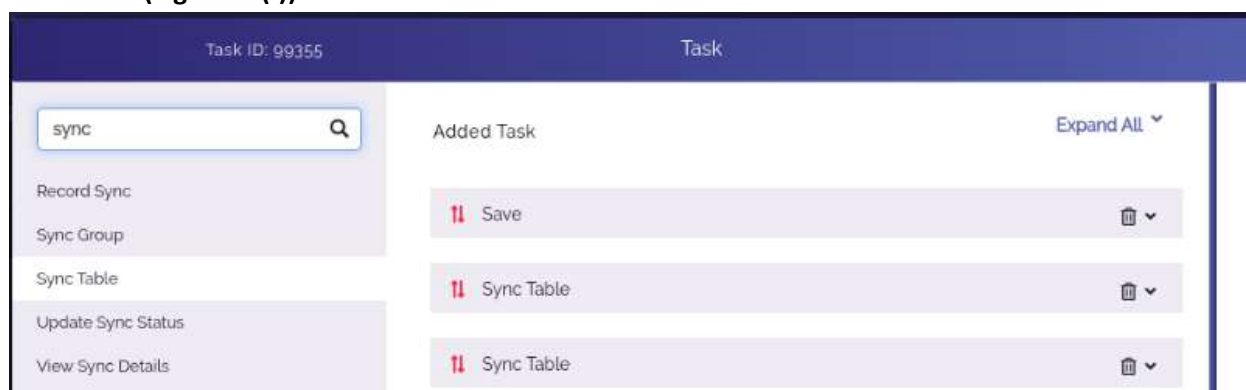 Task ID: 99355
Task
sync
Record Sync
Sync Group
Sync Table
Update Sync Status
View Sync Details
Added Task
Expand All
Save
Sync Table
Sync Table